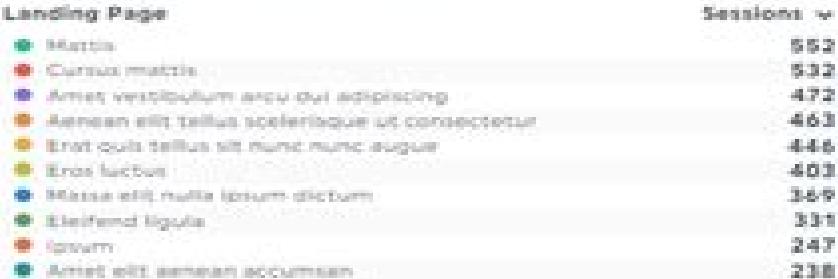 Landing Page Sessions
Mattis 552
Cursus mattis 532
Amet vestibulum arcu dui adipiscing 472
Aenean elit tellus scelerisque ut consectetur 463
Erat quis tellus sit nunc nunc augue 446
Eros luctus 403
Massa elit nulla ipsum dictum 369
Eleifend ligula 331
Ipsum 247
Amet elit aenean accumsan 238